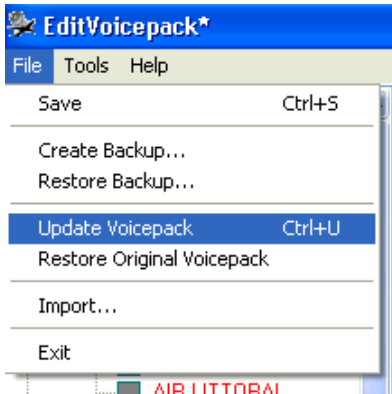 EditVoicepack*
File Tools Help
Save Ctrl+S
Create Backup...
Restore Backup...
Update Voicepack Ctrl+U
Restore Original Voicepack
Import...
Exit
AIR LITTORAL